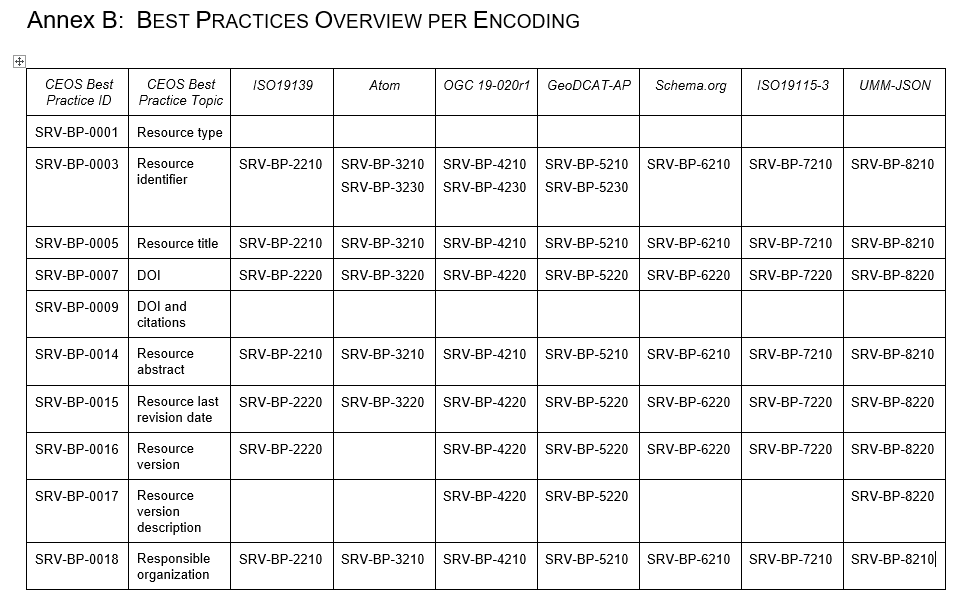 Annex B: BEST PRACTICES OVERVIEW PER ENCODING
CEOS Best Practice ID CEOS Best Practice Topic ISO19139 Atom OGC 19-020r1 GeoDCAT-AP Schema.org ISO19115-3 UMM-JSON
SRV-BP-0001 Resource type
SRV-BP-0003 Resource identifier SRV-BP-2210 SRV-BP-3210 SRV-BP-3230 SRV-BP-4210 SRV-BP-4230 SRV-BP-5210 SRV-BP-5230 SRV-BP-6210 SRV-BP-7210 SRV-BP-8210
SRV-BP-0005 Resource title SRV-BP-2210 SRV-BP-3210 SRV-BP-4210 SRV-BP-5210 SRV-BP-6210 SRV-BP-7210 SRV-BP-8210
SRV-BP-0007 DOI SRV-BP-2220 SRV-BP-3220 SRV-BP-4220 SRV-BP-5220 SRV-BP-6220 SRV-BP-7220 SRV-BP-8220
SRV-BP-0009 DOI and citations
SRV-BP-0014 Resource abstract SRV-BP-2210 SRV-BP-3210 SRV-BP-4210 SRV-BP-5210 SRV-BP-6210 SRV-BP-7210 SRV-BP-8210
SRV-BP-0015 Resource last revision date SRV-BP-2220 SRV-BP-3220 SRV-BP-4220 SRV-BP-5220 SRV-BP-6220 SRV-BP-7220 SRV-BP-8220
SRV-BP-0016 Resource version SRV-BP-2220 SRV-BP-4220 SRV-BP-5220 SRV-BP-6220 SRV-BP-7220 SRV-BP-8220
SRV-BP-0017 Resource version description SRV-BP-4220 SRV-BP-5220 SRV-BP-8220
SRV-BP-0018 Responsible organization SRV-BP-2210 SRV-BP-3210 SRV-BP-4210 SRV-BP-5210 SRV-BP-6210 SRV-BP-7210 SRV-BP-8210